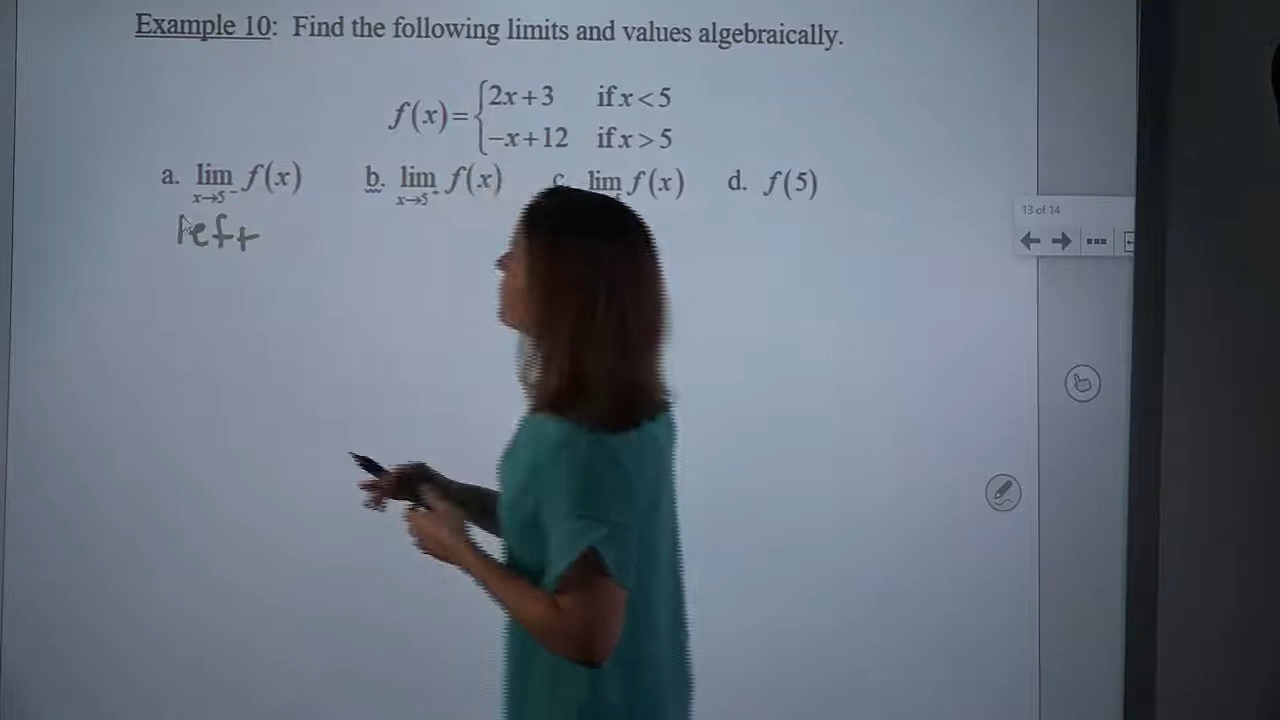 Example 10: Find the following limits and values algebraically.
f(x)= { 2x+3 if x<5
−x+12 if x>5
a. lim x→5⁻ f(x) b. lim x→5⁺ f(x) c. lim f(x) d. f(5)
left
13 of 14